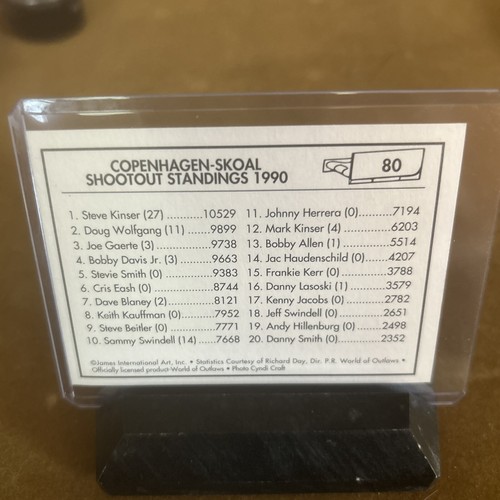 COPENHAGEN-SKOAL
SHOOTOUT STANDINGS 1990
80
1. Steve Kinser (27) ..........10529
2. Doug Wolfgang (11) ......9899
3. Joe Gaerte (3) ...............9738
4. Bobby Davis Jr. (3) ........9663
5. Stevie Smith (0)..............9383
6. Cris Eash (0) ..................8744
7. Dave Blaney (2)..............8121
8. Keith Kauffman (0)..........7952
9. Steve Beitler (0)..............7771
10. Sammy Swindell (14) .....7668
11. Johnny Herrera (0).........7194
12. Mark Kinser (4) .............6203
13. Bobby Allen (1) .............5514
14. Jac Haudenschild (0)......4207
15. Frankie Kerr (0)..............3788
16. Danny Lasoski (1) ..........3579
17. Kenny Jacobs (0)............2782
18. Jeff Swindell (0)..............2651
19. Andy Hillenburg (0)........2498
20. Danny Smith (0) ............2352
©James International Art, Inc. • Statistics Courtesy of Richard Day, Dir. P.R. World of Outlaws •
Officially licensed product-World of Outlaws • Photo Cyndi Craft